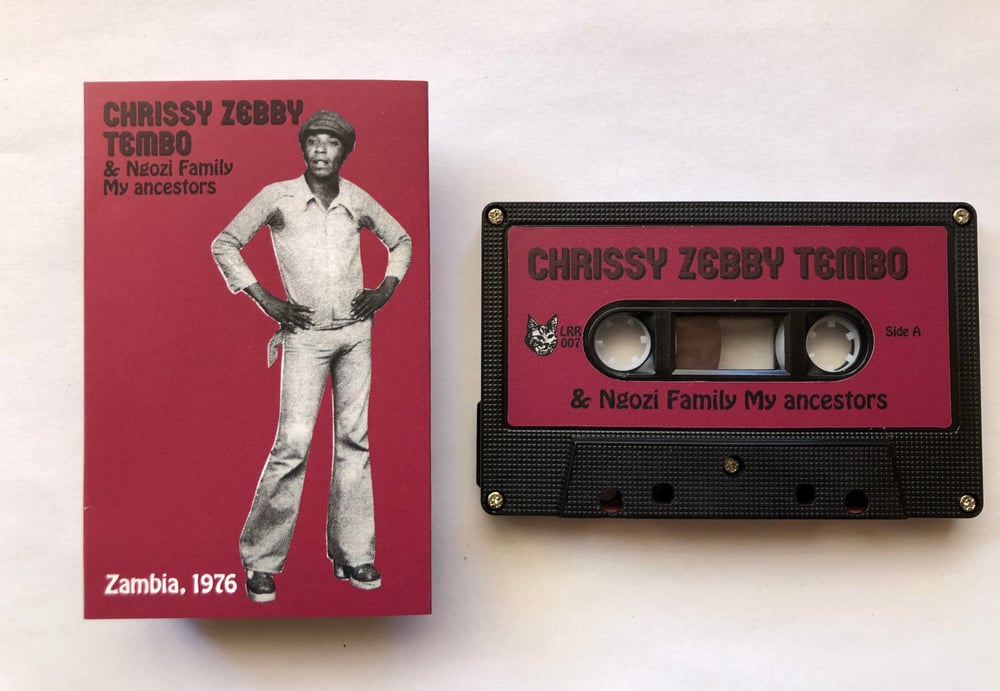 CHRISSY ZEBBY
TEMBO
& Ngozi Family
My ancestors
Zambia, 1976
CHRISSY ZEBBY TEMBO
LRR
007
Side A
& Ngozi Family My ancestors